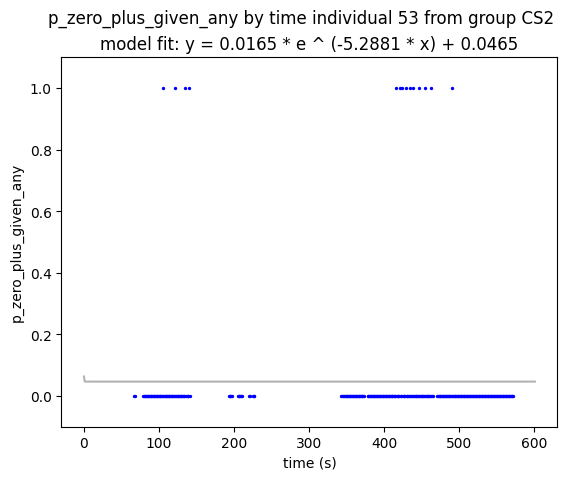 p_zero_plus_given_any by time individual 53 from group CS2
model fit: y = 0.0165 * e ^ (-5.2881 * x) + 0.0465
1.0
0.8
0.6
0.4
0.2
0.0
p_zero_plus_given_any
0 100 200 300 400 500 600
time (s)